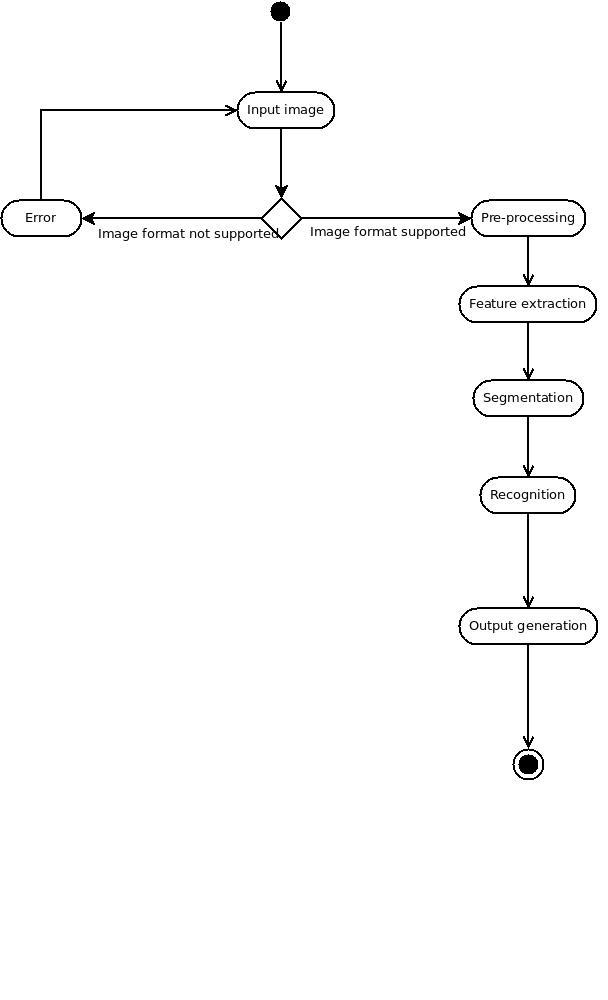 Input image
Error
Image format not supported
Image format supported
Pre-processing
Feature extraction
Segmentation
Recognition
Output generation